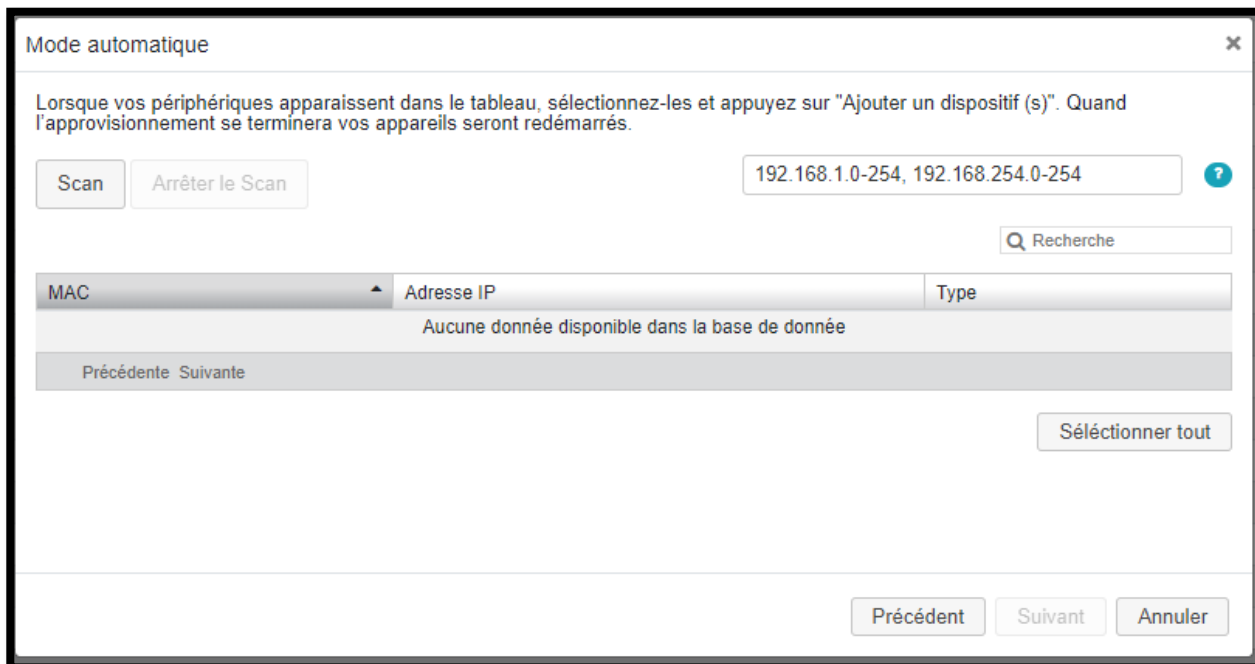 Mode automatique
Lorsque vos périphériques apparaissent dans le tableau, sélectionnez-les et appuyez sur "Ajouter un dispositif (s)". Quand
l'approvisionnement se terminera vos appareils seront redémarrés.
Scan
Arrêter le Scan
192.168.1.0-254, 192.168.254.0-254
?
Recherche
MAC
Adresse IP
Type
Aucune donnée disponible dans la base de donnée
Précédente Suivante
Séléctionner tout
Précédent
Suivant
Annuler